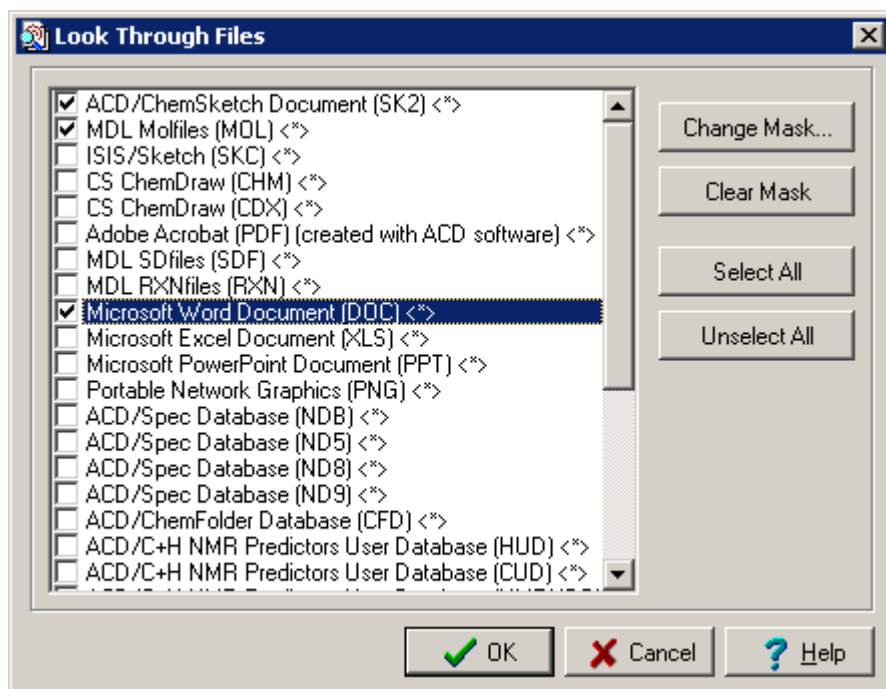 Look Through Files
ACD/ChemSketch Document (SK2) <*>
MDL Molfiles (MOL) <*>
ISIS/Sketch (SKC) <*>
CS ChemDraw (CHM) <*>
CS ChemDraw (CDX) <*>
Adobe Acrobat (PDF) (created with ACD software) <*>
MDL SDfiles (SDF) <*>
MDL RXNfiles (RXN) <*>
Microsoft Word Document (DOC) <*>
Microsoft Excel Document (XLS) <*>
Microsoft PowerPoint Document (PPT) <*>
Portable Network Graphics (PNG) <*>
ACD/Spec Database (NDB) <*>
ACD/Spec Database (ND5) <*>
ACD/Spec Database (ND8) <*>
ACD/Spec Database (ND9) <*>
ACD/ChemFolder Database (CFD) <*>
ACD/C+H NMR Predictors User Database (HUD) <*>
ACD/C+H NMR Predictors User Database (CUD) <*>
Change Mask...
Clear Mask
Select All
Unselect All
OK
Cancel
Help